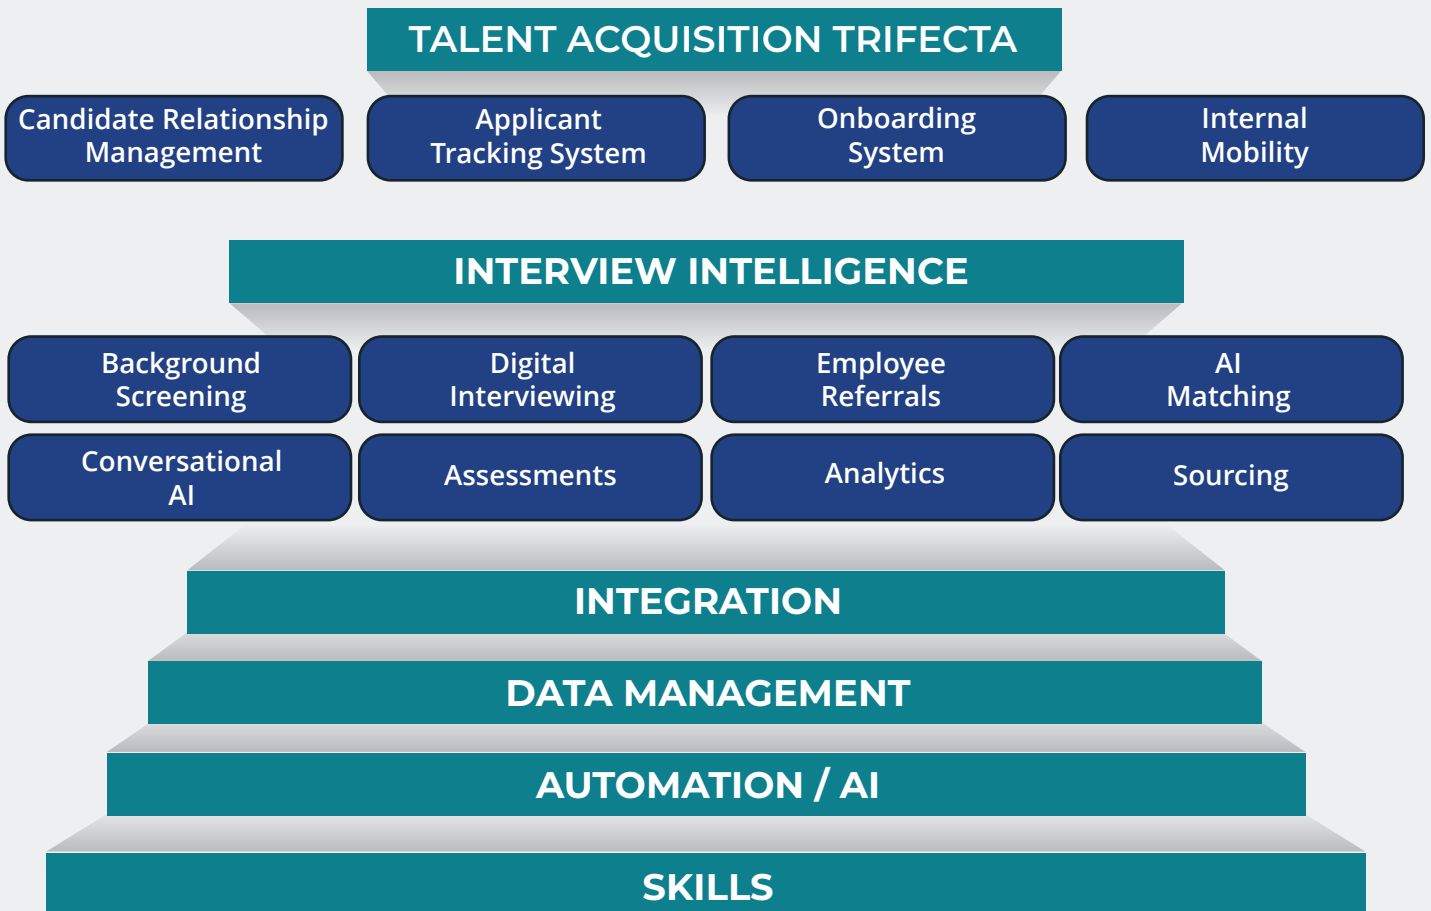 TALENT ACQUISITION TRIFECTA
Candidate Relationship
Management
Applicant
Tracking System
Onboarding
System
Internal
Mobility
INTERVIEW INTELLIGENCE
Background
Screening
Digital
Interviewing
Employee
Referrals
AI
Matching
Conversational
AI
Assessments
Analytics
Sourcing
INTEGRATION
DATA MANAGEMENT
AUTOMATION / AI
SKILLS